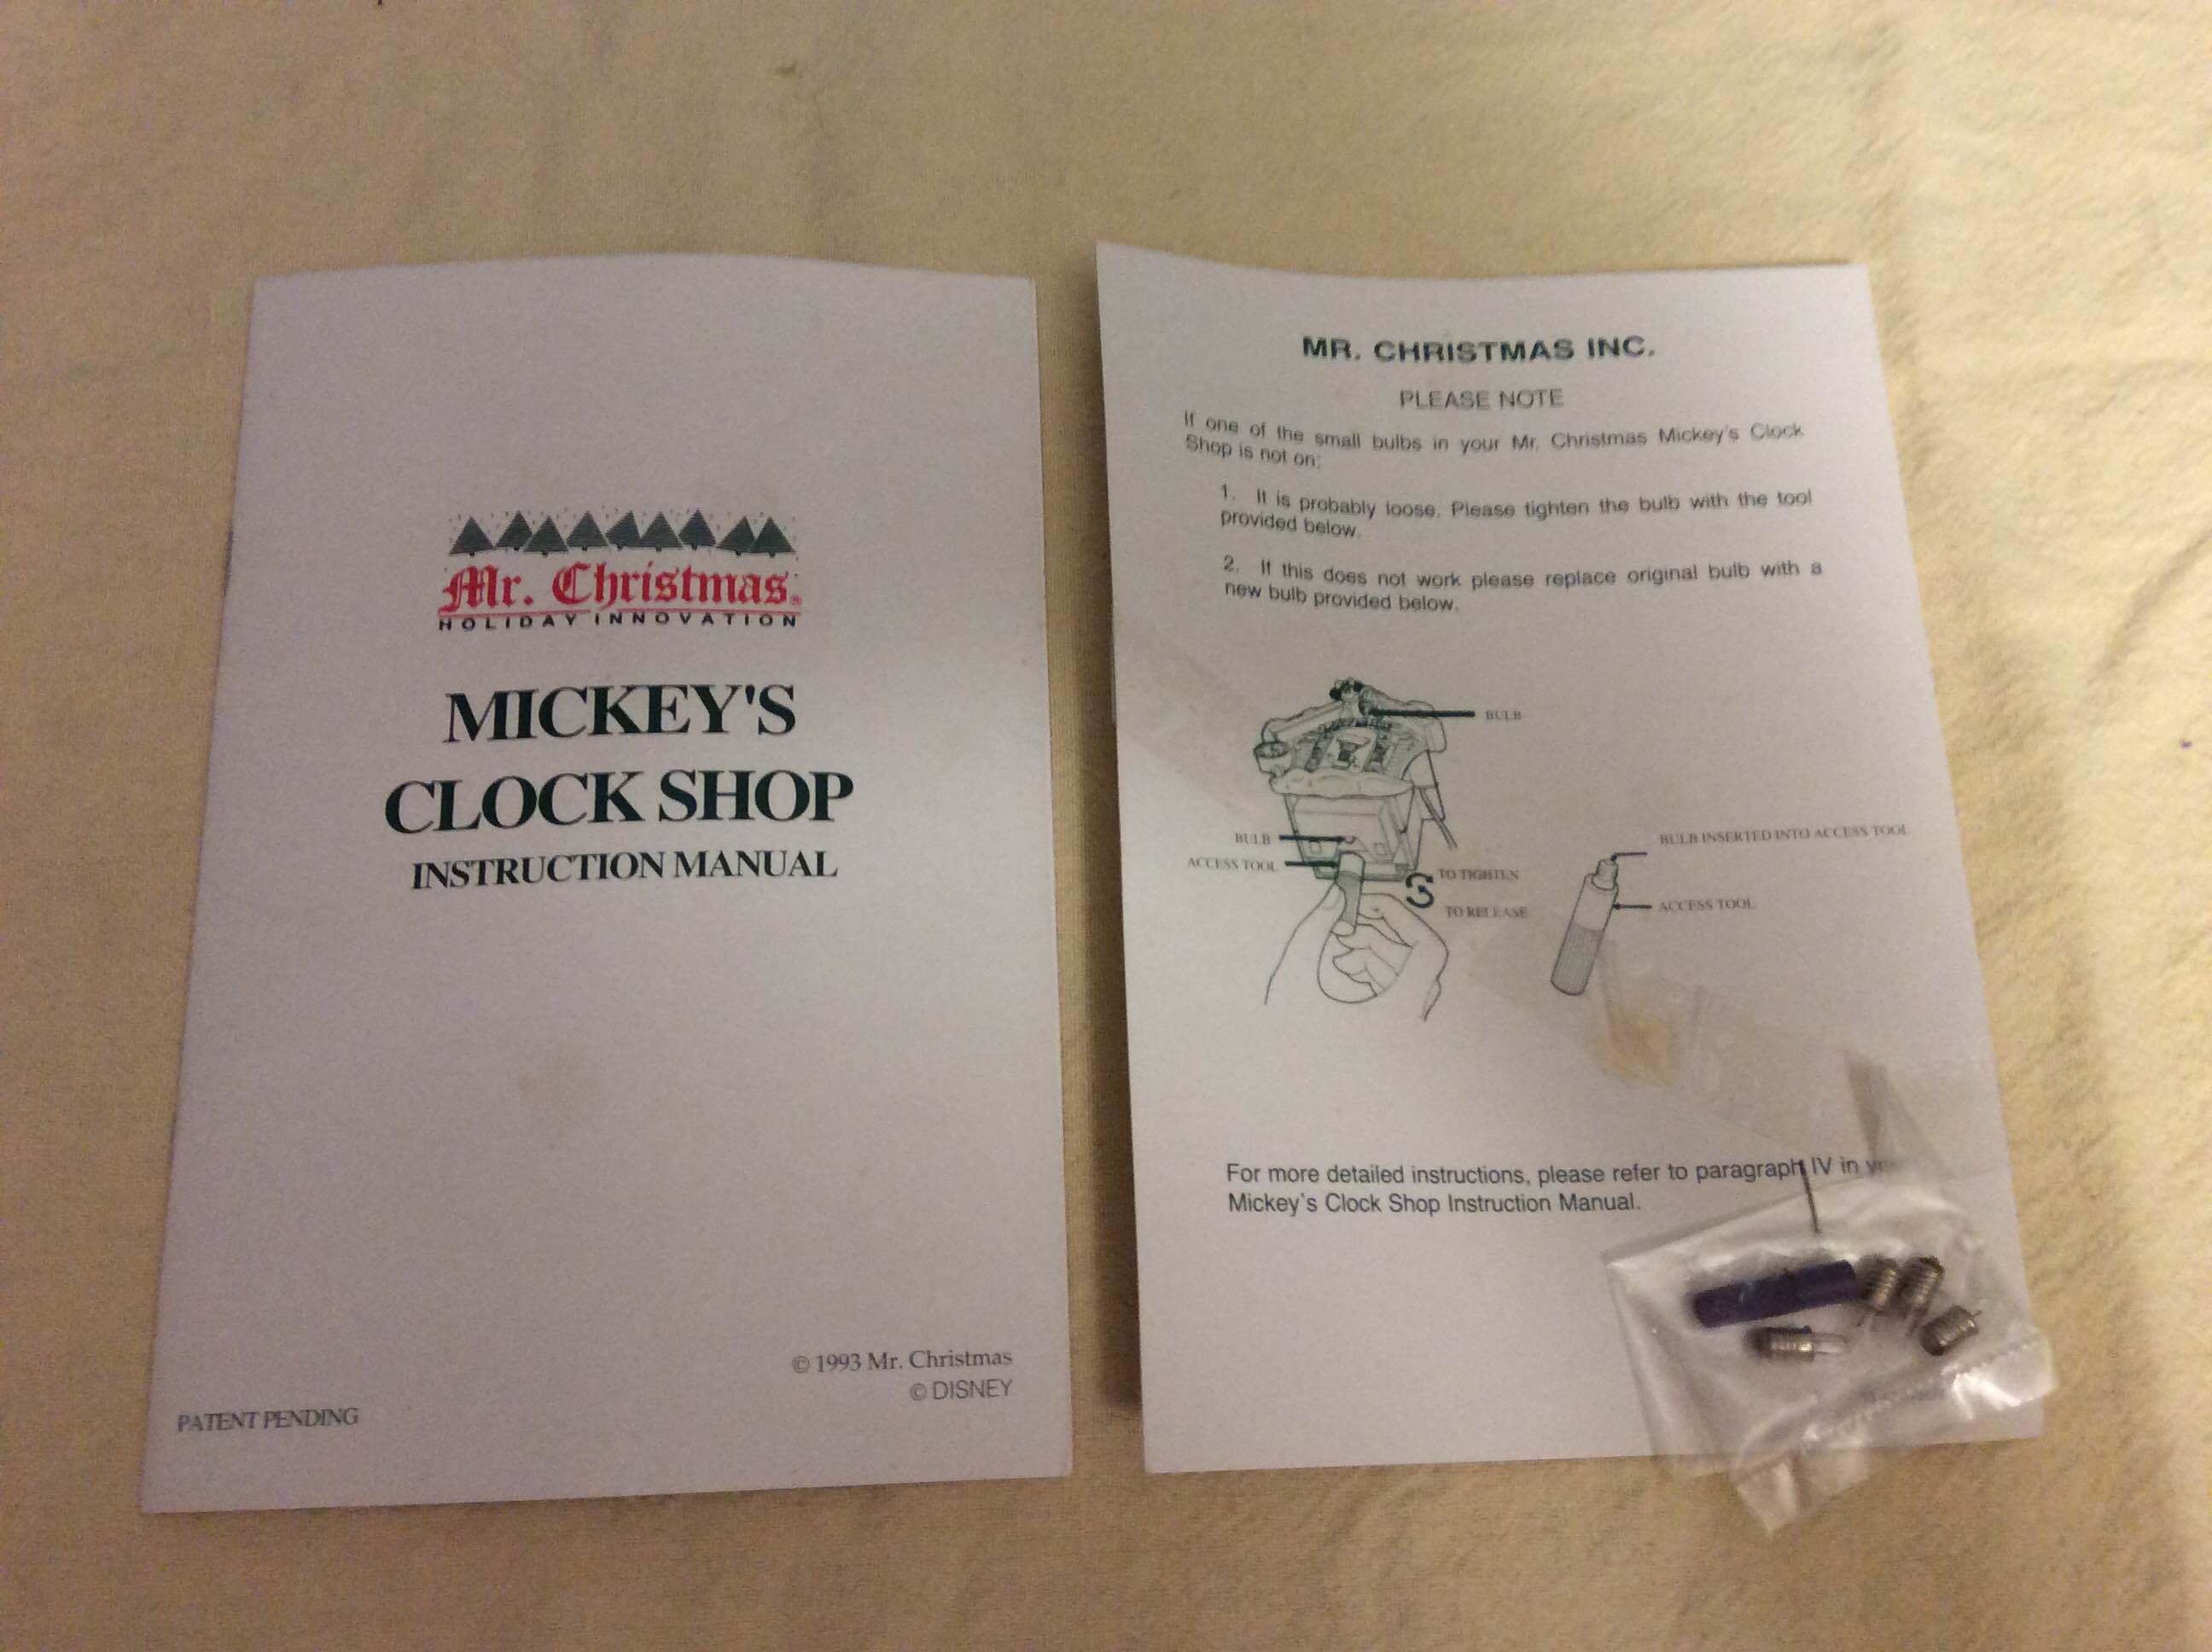 Mr. Christmas®
HOLIDAY INNOVATION
MICKEY'S
CLOCK SHOP
INSTRUCTION MANUAL
© 1993 Mr. Christmas
© DISNEY
PATENT PENDING
MR. CHRISTMAS INC.
PLEASE NOTE
If one of the small bulbs in your Mr. Christmas Mickey's Clock
Shop is not on:
1. It is probably loose. Please tighten the bulb with the tool
provided below.
2. If this does not work please replace original bulb with a
new bulb provided below.
BULB
BULB
ACCESS TOOL
TO TIGHTEN
TO RELEASE
BULB INSERTED INTO ACCESS TOOL
ACCESS TOOL
For more detailed instructions, please refer to paragraph IV in
Mickey's Clock Shop Instruction Manual.